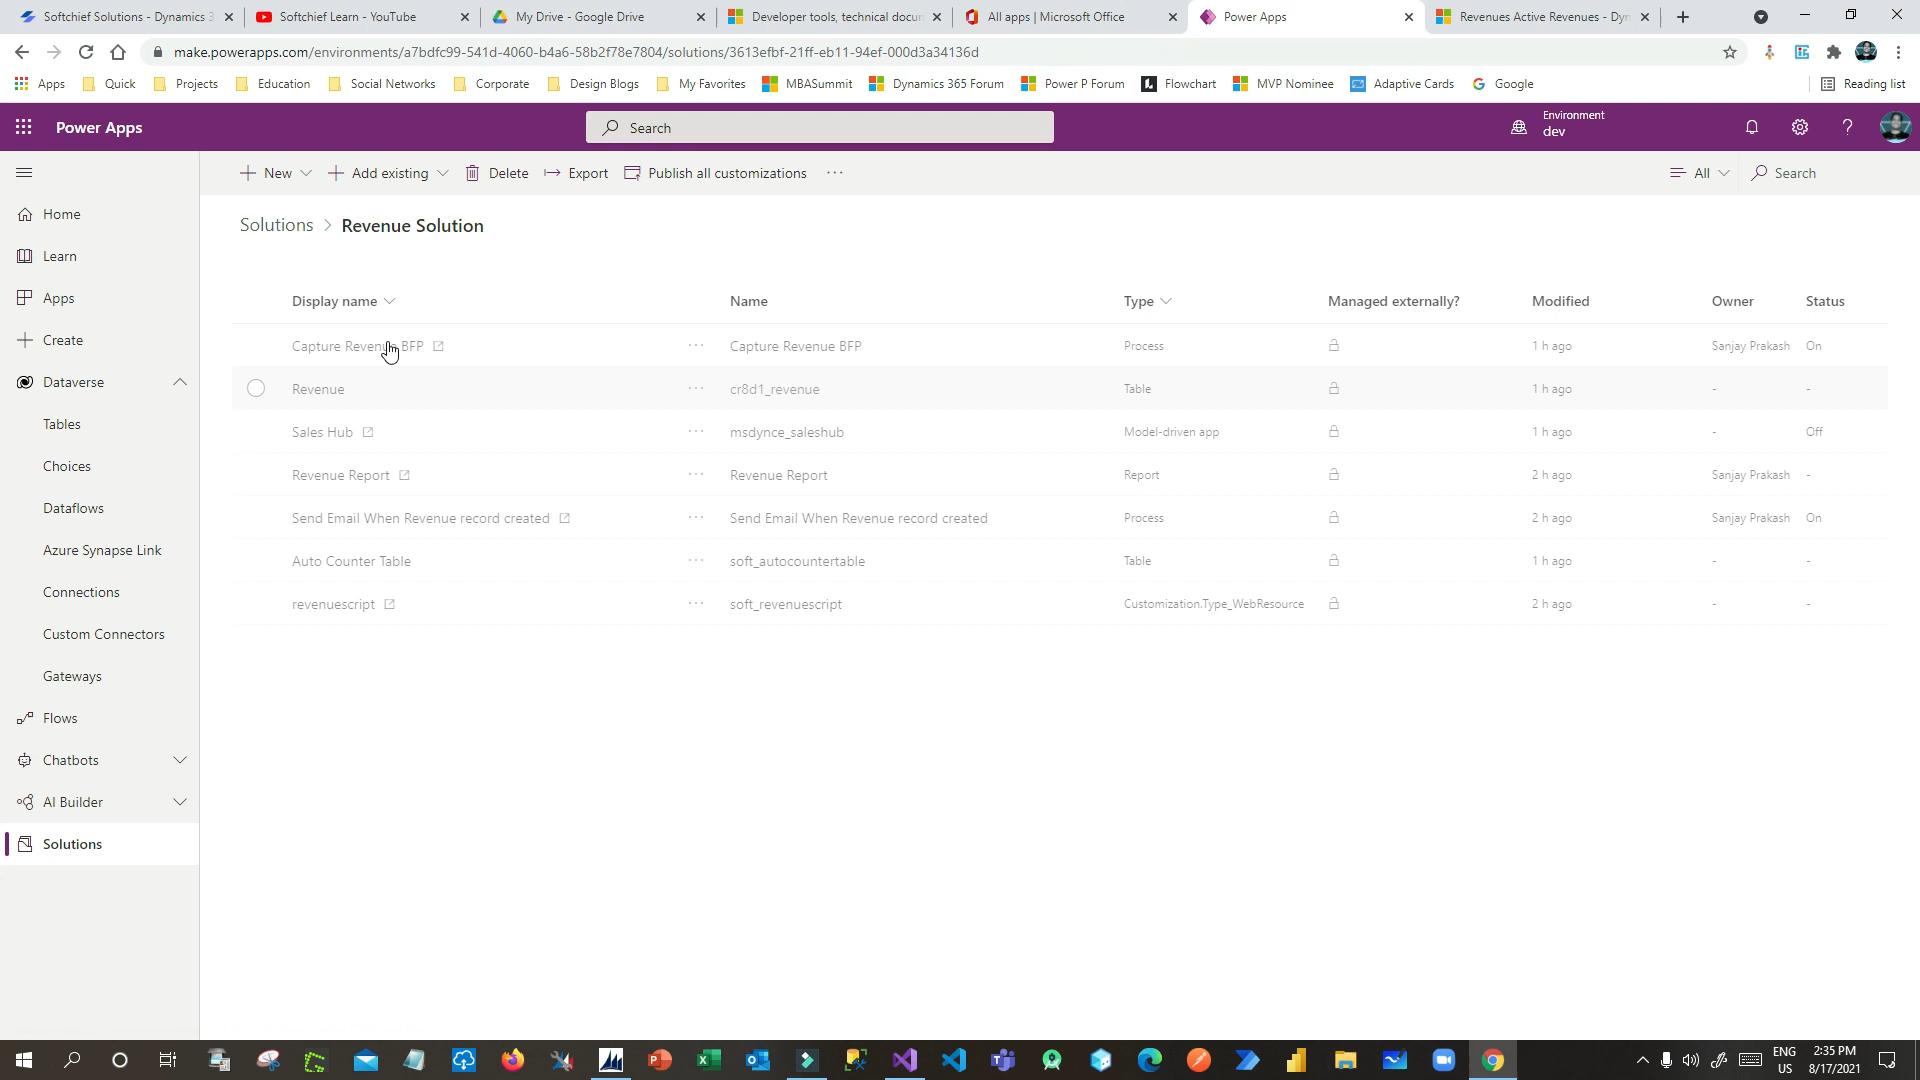 Softchief Solutions - Dynamics 3
Softchief Learn - YouTube
My Drive - Google Drive
Developer tools, technical docum
All apps | Microsoft Office
Power Apps
Revenues Active Revenues - Dyn
make.powerapps.com/environments/a7bdfc99-541d-4060-b4a6-58b2f78e7804/solutions/3613efbf-21ff-eb11-94ef-000d3a34136d
Apps Quick Projects Education Social Networks Corporate Design Blogs My Favorites MBASummit Dynamics 365 Forum Power P Forum Flowchart MVP Nominee Adaptive Cards Google Reading list
Power Apps
Search
Environment
dev
New Add existing Delete Export Publish all customizations ··· All Search
Home
Learn
Apps
Create
Dataverse
Tables
Choices
Dataflows
Azure Synapse Link
Connections
Custom Connectors
Gateways
Flows
Chatbots
AI Builder
Solutions
Solutions > Revenue Solution
Display name Name Type Managed externally? Modified Owner Status
Capture Revenue BFP ··· Capture Revenue BFP Process 1 h ago Sanjay Prakash On
Revenue ··· cr8d1_revenue Table 1 h ago - -
Sales Hub ··· msdynce_saleshub Model-driven app 1 h ago - Off
Revenue Report ··· Revenue Report Report 2 h ago Sanjay Prakash -
Send Email When Revenue record created ··· Send Email When Revenue record created Process 2 h ago Sanjay Prakash On
Auto Counter Table ··· soft_autocountertable Table 1 h ago - -
revenuescript ··· soft_revenuescript Customization.Type_WebResource 2 h ago - -
ENG
US
2:35 PM
8/17/2021